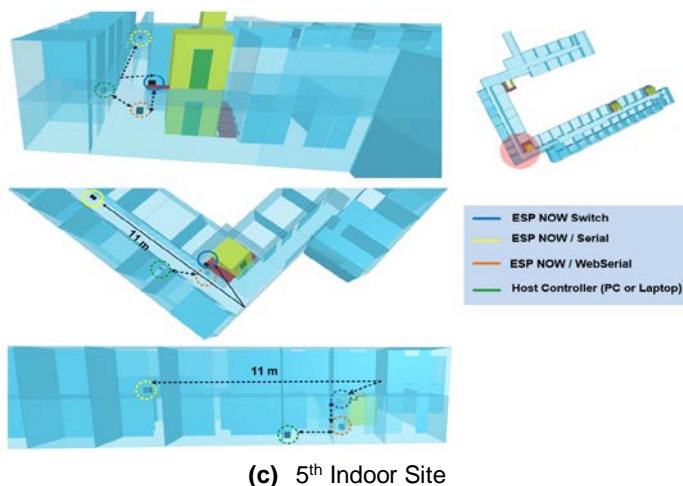 ESP NOW Switch
ESP NOW / Serial
ESP NOW / WebSerial
Host Controller (PC or Laptop)
11 m
11 m
(c) 5th Indoor Site